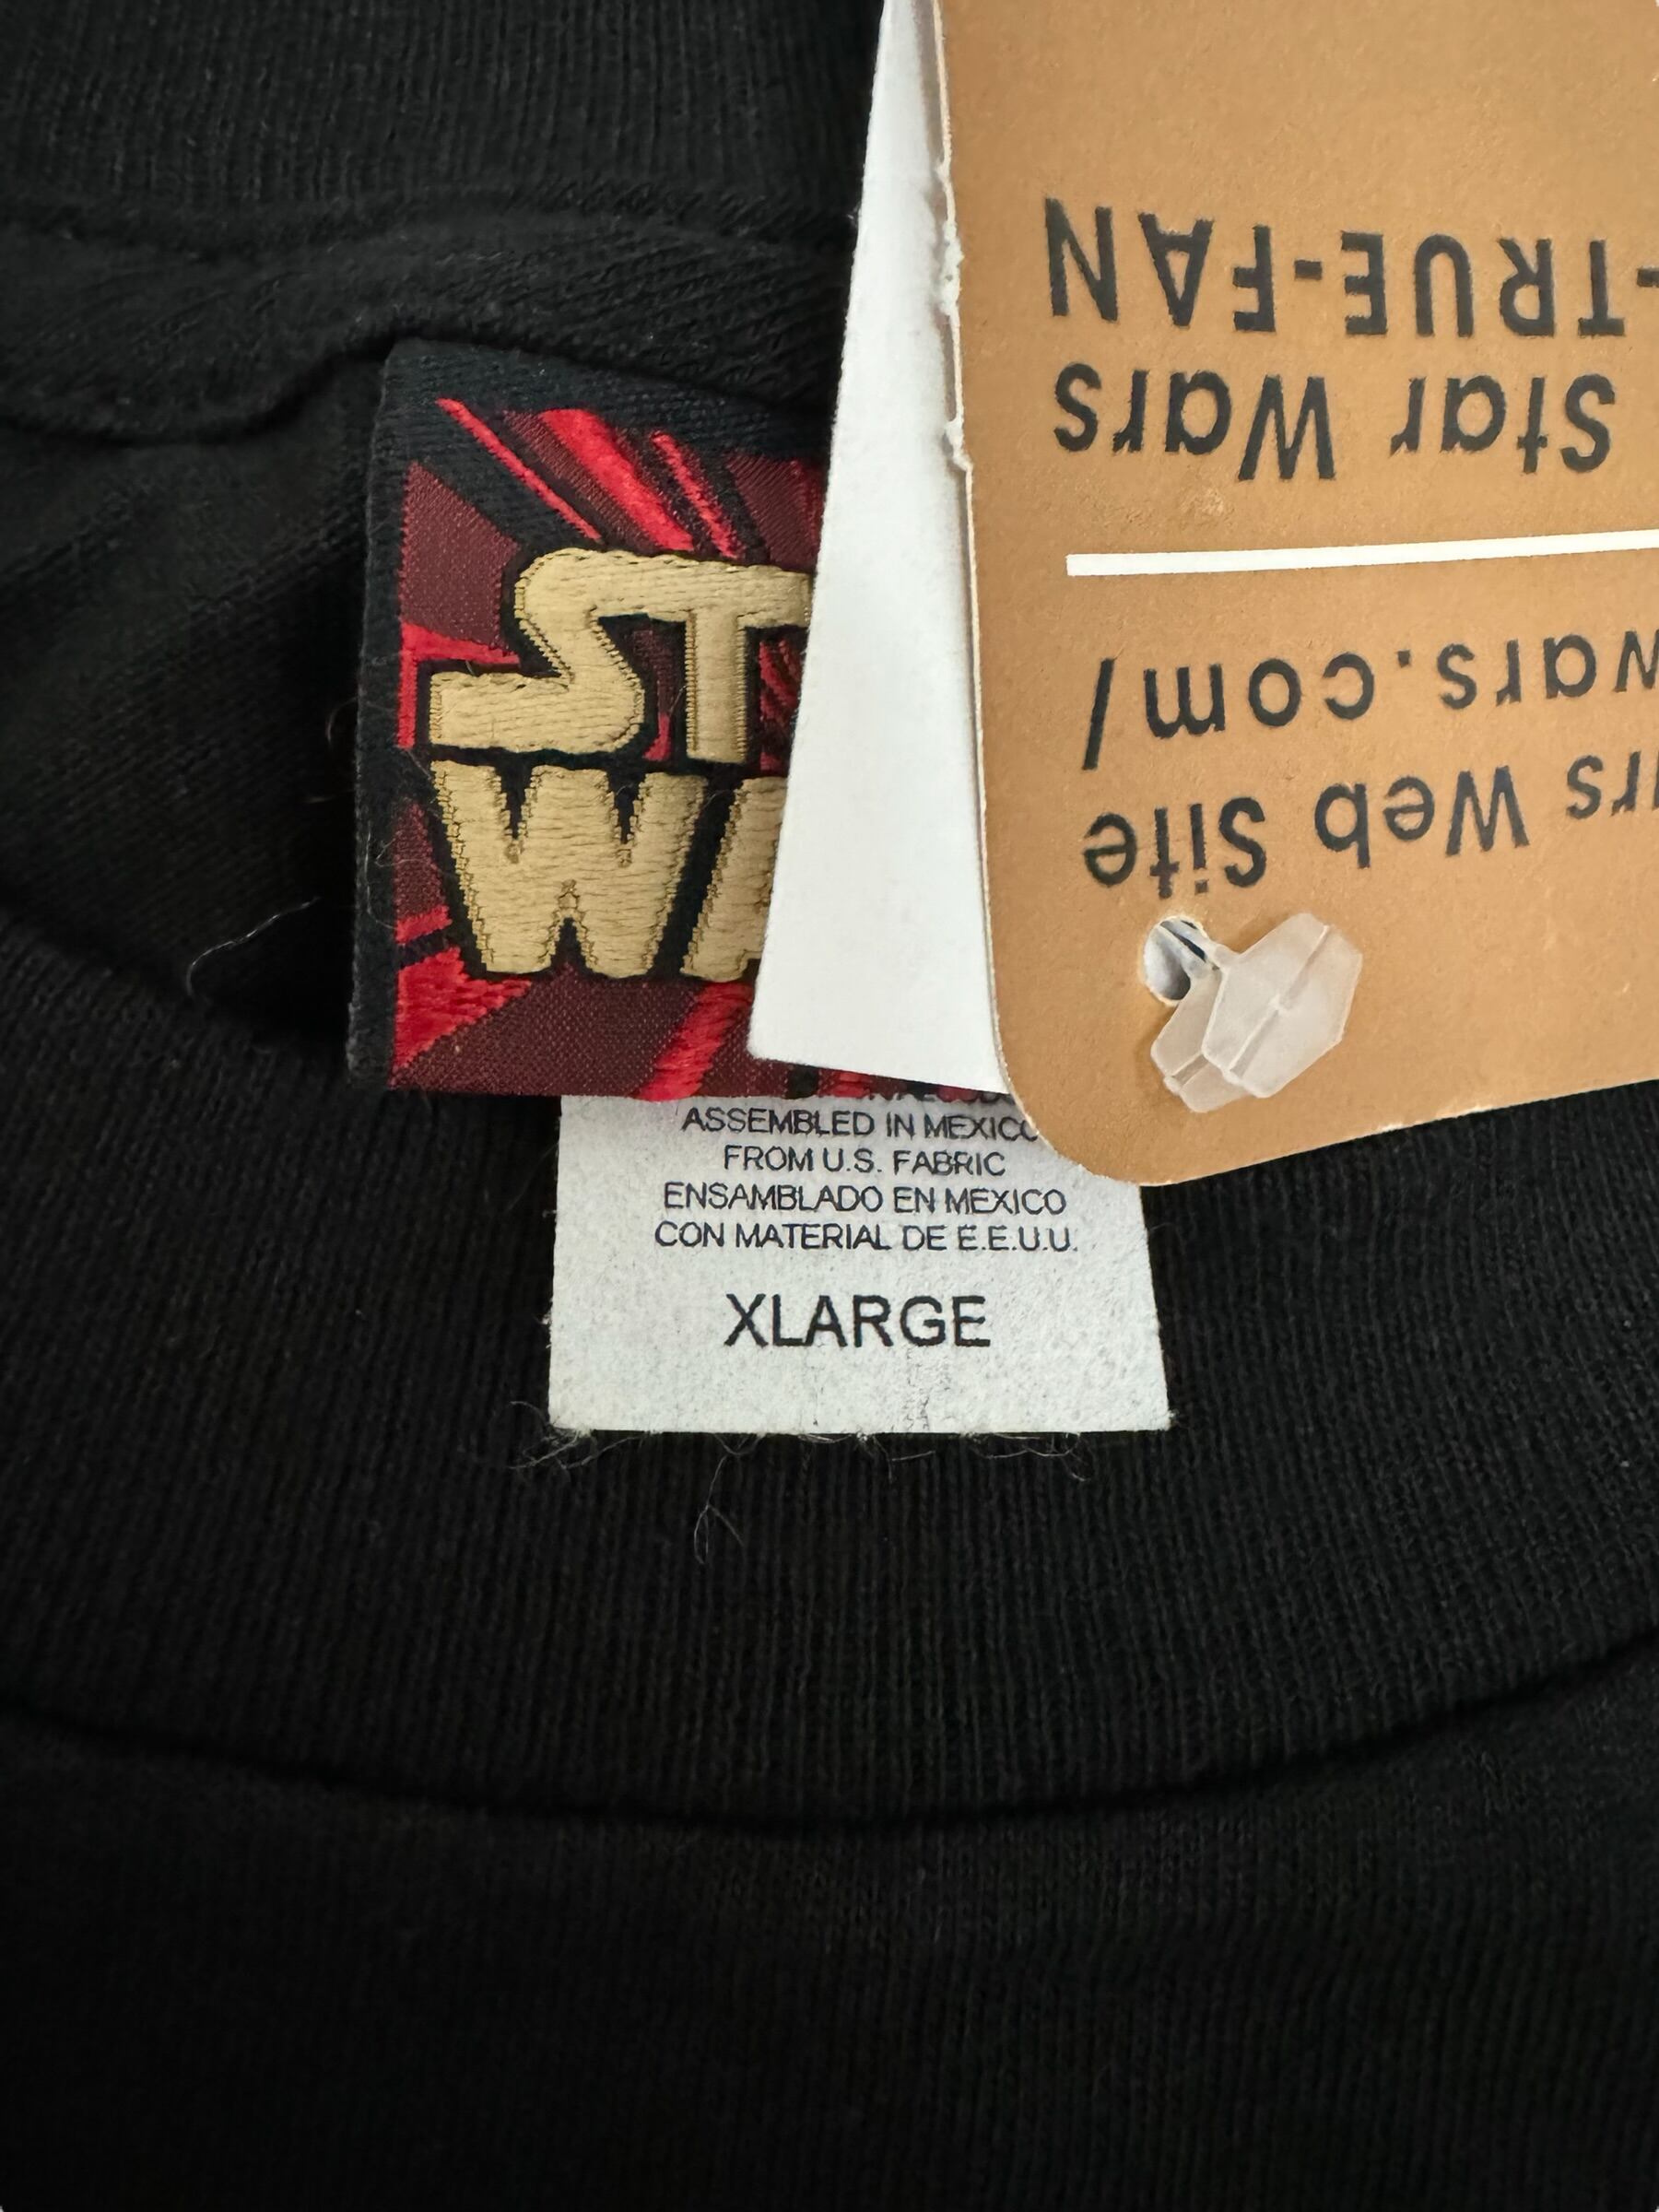 ST
WA
ASSEMBLED IN MEXICO
FROM U.S. FABRIC
ENSAMBLADO EN MEXICO
CON MATERIAL DE E.E.U.U.
XLARGE
rs Web Site
wars.com/
Star Wars
-TRUE-FAN